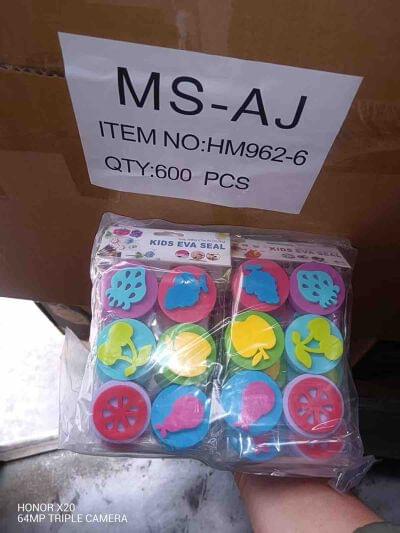 MS-AJ
ITEM NO:HM962-6
QTY:600 PCS
KIDS EVA SEAL
KIDS EVA SEAL
HONOR X20
64MP TRIPLE CAMERA